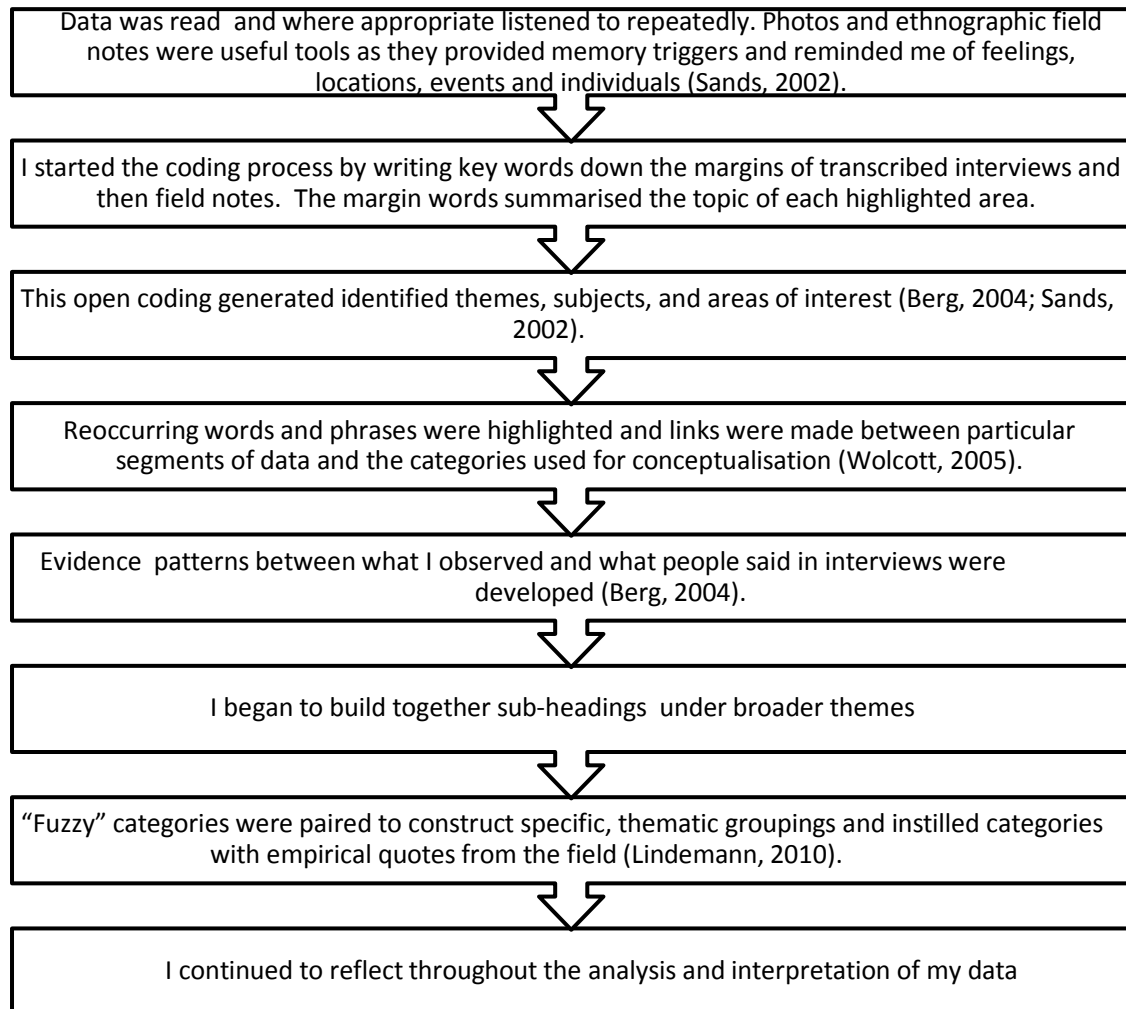 Data was read and where appropriate listened to repeatedly. Photos and ethnographic field
notes were useful tools as they provided memory triggers and reminded me of feelings,
locations, events and individuals (Sands, 2002).
I started the coding process by writing key words down the margins of transcribed interviews and
then field notes. The margin words summarised the topic of each highlighted area.
This open coding generated identified themes, subjects, and areas of interest (Berg, 2004; Sands,
2002).
Reoccurring words and phrases were highlighted and links were made between particular
segments of data and the categories used for conceptualisation (Wolcott, 2005).
Evidence patterns between what I observed and what people said in interviews were
developed (Berg, 2004).
I began to build together sub-headings under broader themes
“Fuzzy” categories were paired to construct specific, thematic groupings and instilled categories
with empirical quotes from the field (Lindemann, 2010).
I continued to reflect throughout the analysis and interpretation of my data